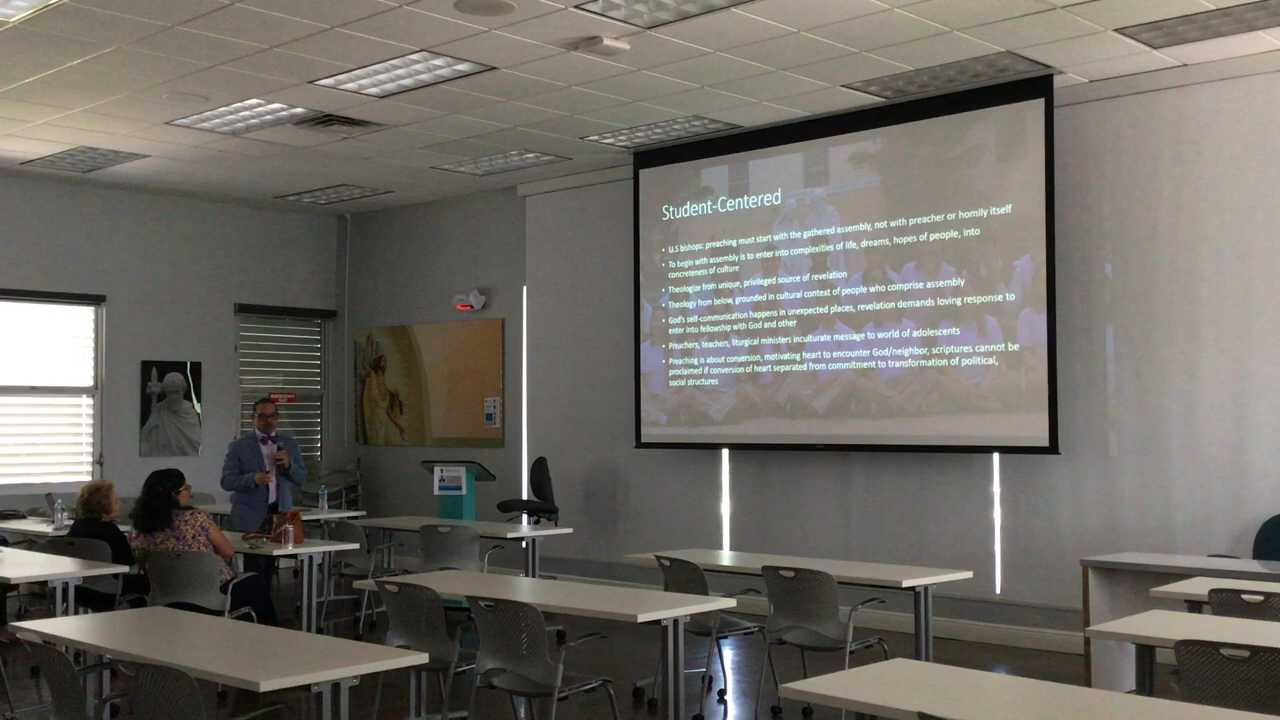 Student-Centered
• U.S bishops: preaching must start with the gathered assembly, not with preacher or homily itself
• To begin with assembly is to enter into complexities of life, dreams, hopes of people, into
concreteness of culture
• Theologize from unique, privileged source of revelation
• Theology from below, grounded in cultural context of people who comprise assembly
• God's self-communication happens in unexpected places, revelation demands loving response to
enter into fellowship with God and other
• Preachers, teachers, liturgical ministers inculturate message to world of adolescents
• Preaching is about conversion, motivating heart to encounter God/neighbor, scriptures cannot be
proclaimed if conversion of heart separated from commitment to transformation of political,
social structures